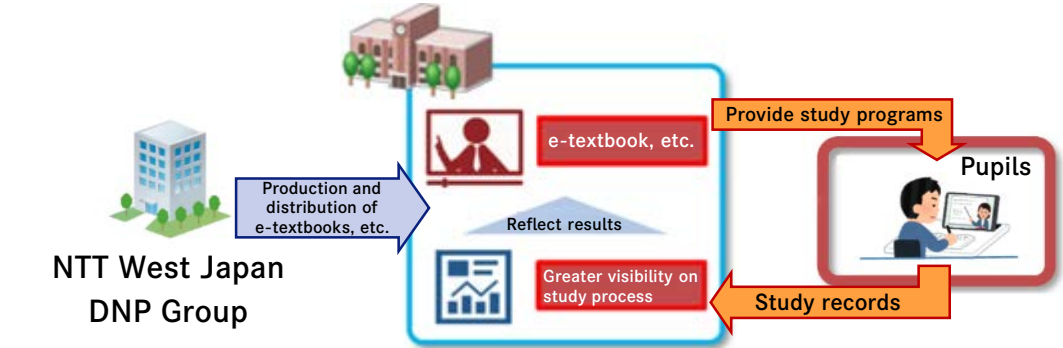 NTT West Japan
DNP Group
Production and
distribution of
e-textbooks, etc.
e-textbook, etc.
Reflect results
Greater visibility on
study process
Provide study programs
Pupils
Study records